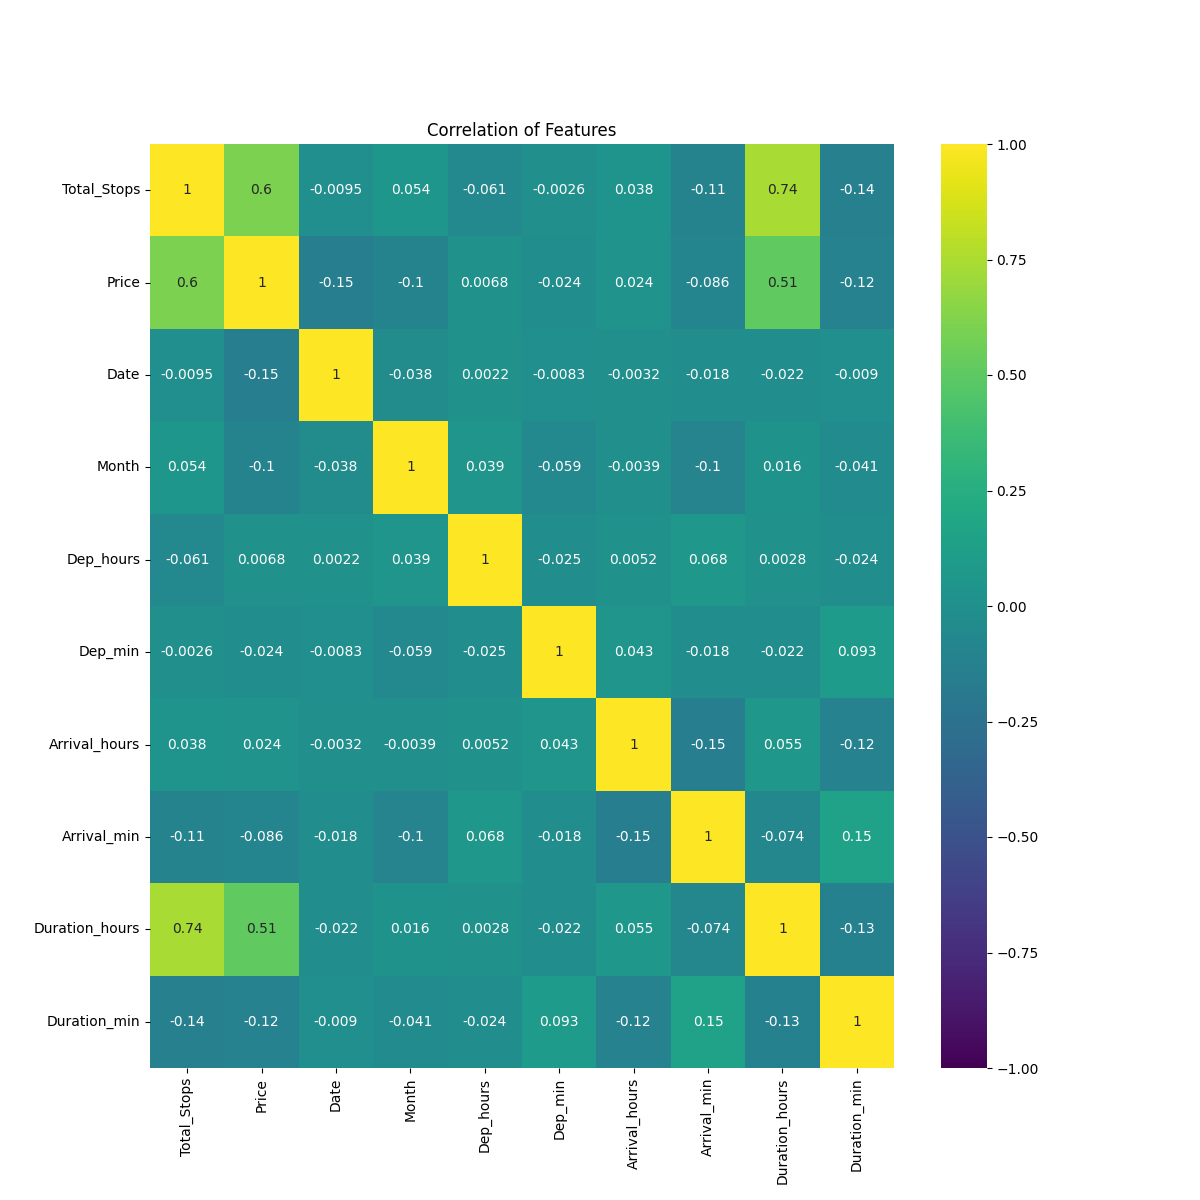 Correlation of Features
Total_Stops 1 0.6 -0.0095 0.054 -0.061 -0.0026 0.038 -0.11 0.74 -0.14
Price 0.6 1 -0.15 -0.1 0.0068 -0.024 0.024 -0.086 0.51 -0.12
Date -0.0095 -0.15 1 -0.038 0.0022 -0.0083 -0.0032 -0.018 -0.022 -0.009
Month 0.054 -0.1 -0.038 1 0.039 -0.059 -0.0039 -0.1 0.016 -0.041
Dep_hours -0.061 0.0068 0.0022 0.039 1 -0.025 0.0052 0.068 0.0028 -0.024
Dep_min -0.0026 -0.024 -0.0083 -0.059 -0.025 1 0.043 -0.018 -0.022 0.093
Arrival_hours 0.038 0.024 -0.0032 -0.0039 0.0052 0.043 1 -0.15 0.055 -0.12
Arrival_min -0.11 -0.086 -0.018 -0.1 0.068 -0.018 -0.15 1 -0.074 0.15
Duration_hours 0.74 0.51 -0.022 0.016 0.0028 -0.022 0.055 -0.074 1 -0.13
Duration_min -0.14 -0.12 -0.009 -0.041 -0.024 0.093 -0.12 0.15 -0.13 1
Total_Stops Price Date Month Dep_hours Dep_min Arrival_hours Arrival_min Duration_hours Duration_min
1.00
0.75
0.50
0.25
0.00
−0.25
−0.50
−0.75
−1.00